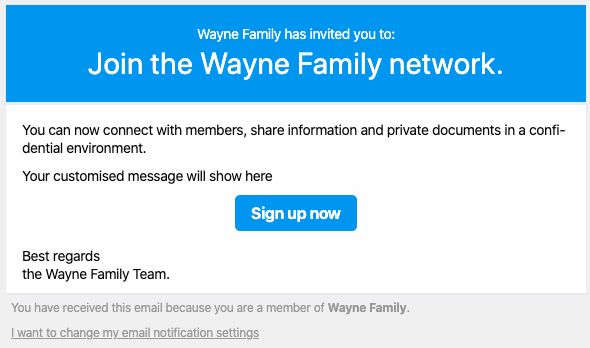 Wayne Family has invited you to:
Join the Wayne Family network.
You can now connect with members, share information and private documents in a confi-
dential environment.
Your customised message will show here
Sign up now
Best regards
the Wayne Family Team.
You have received this email because you are a member of Wayne Family.
I want to change my email notification settings